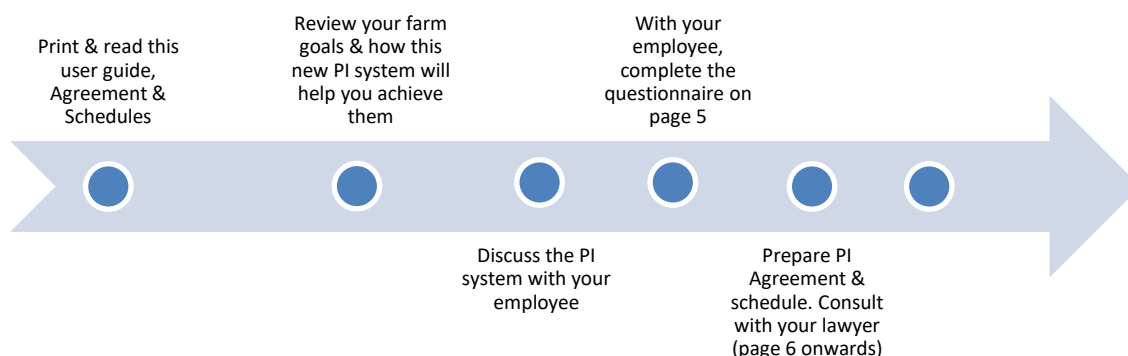 Print & read this
user guide,
Agreement &
Schedules
Review your farm
goals & how this
new PI system will
help you achieve
them
Discuss the PI
system with your
employee
With your
employee,
complete the
questionnaire on
page 5
Prepare PI
Agreement &
schedule. Consult
with your lawyer
(page 6 onwards)